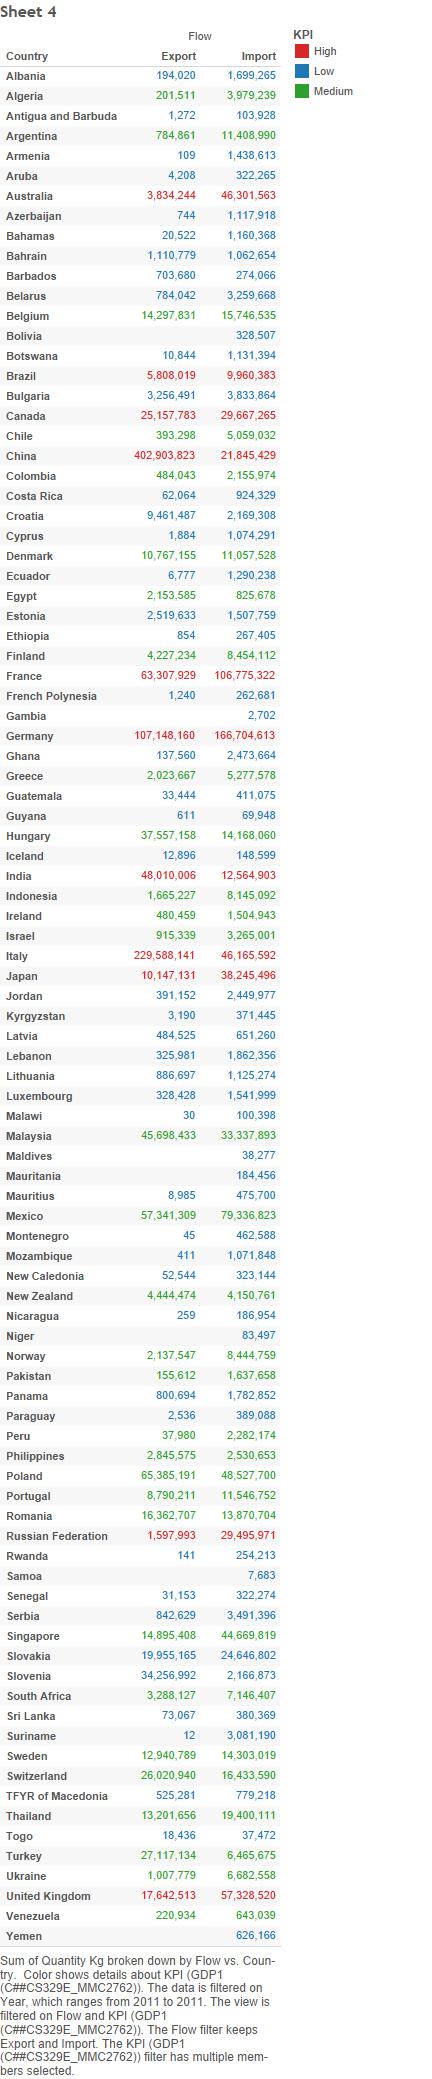 Sheet 4
Flow
KPI
Country Export Import
High
Low
Medium
Albania 194,020 1,699,265
Algeria 201,511 3,979,239
Antigua and Barbuda 1,272 103,928
Argentina 784,861 11,408,990
Armenia 109 1,438,613
Aruba 4,208 322,265
Australia 3,834,244 46,301,563
Azerbaijan 744 1,117,918
Bahamas 20,522 1,160,368
Bahrain 1,110,779 1,062,654
Barbados 703,680 274,066
Belarus 784,042 3,259,668
Belgium 14,297,831 15,746,535
Bolivia 328,507
Botswana 10,844 1,131,394
Brazil 5,808,019 9,960,383
Bulgaria 3,256,491 3,833,864
Canada 25,157,783 29,667,265
Chile 393,298 5,059,032
China 402,903,823 21,845,429
Colombia 484,043 2,155,974
Costa Rica 62,064 924,329
Croatia 9,461,487 2,169,308
Cyprus 1,884 1,074,291
Denmark 10,767,155 11,057,528
Ecuador 6,777 1,290,238
Egypt 2,153,585 825,678
Estonia 2,519,633 1,507,759
Ethiopia 854 267,405
Finland 4,227,234 8,454,112
France 63,307,929 106,775,322
French Polynesia 1,240 262,681
Gambia 2,702
Germany 107,148,160 166,704,613
Ghana 137,560 2,473,664
Greece 2,023,667 5,277,578
Guatemala 33,444 411,075
Guyana 611 69,948
Hungary 37,557,158 14,168,060
Iceland 12,896 148,599
India 48,010,006 12,564,903
Indonesia 1,665,227 8,145,092
Ireland 480,459 1,504,943
Israel 915,339 3,265,001
Italy 229,588,141 46,165,592
Japan 10,147,131 38,245,496
Jordan 391,152 2,449,977
Kyrgyzstan 3,190 371,445
Latvia 484,525 651,260
Lebanon 325,981 1,862,356
Lithuania 886,697 1,125,274
Luxembourg 328,428 1,541,999
Malawi 30 100,398
Malaysia 45,698,433 33,337,893
Maldives 38,277
Mauritania 184,456
Mauritius 8,985 475,700
Mexico 57,341,309 79,336,823
Montenegro 45 462,588
Mozambique 411 1,071,848
New Caledonia 52,544 323,144
New Zealand 4,444,474 4,150,761
Nicaragua 259 186,954
Niger 83,497
Norway 2,137,547 8,444,759
Pakistan 155,612 1,637,658
Panama 800,694 1,782,852
Paraguay 2,536 389,088
Peru 37,980 2,282,174
Philippines 2,845,575 2,530,653
Poland 65,385,191 48,527,700
Portugal 8,790,211 11,546,752
Romania 16,362,707 13,870,704
Russian Federation 1,597,993 29,495,971
Rwanda 141 254,213
Samoa 7,683
Senegal 31,153 322,274
Serbia 842,629 3,491,396
Singapore 14,895,408 44,669,819
Slovakia 19,955,165 24,646,802
Slovenia 34,256,992 2,166,873
South Africa 3,288,127 7,146,407
Sri Lanka 73,067 380,369
Suriname 12 3,081,190
Sweden 12,940,789 14,303,019
Switzerland 26,020,940 16,433,590
TFYR of Macedonia 525,281 779,218
Thailand 13,201,656 19,400,111
Togo 18,436 37,472
Turkey 27,117,134 6,465,675
Ukraine 1,007,779 6,682,558
United Kingdom 17,642,513 57,328,520
Venezuela 220,934 643,039
Yemen 626,166
Sum of Quantity Kg broken down by Flow vs. Coun-
try. Color shows details about KPI (GDP1
(C##CS329E_MMC2762)). The data is filtered on
Year, which ranges from 2011 to 2011. The view is
filtered on Flow and KPI (GDP1
(C##CS329E_MMC2762)). The Flow filter keeps
Export and Import. The KPI (GDP1
(C##CS329E_MMC2762)) filter has multiple mem-
bers selected.